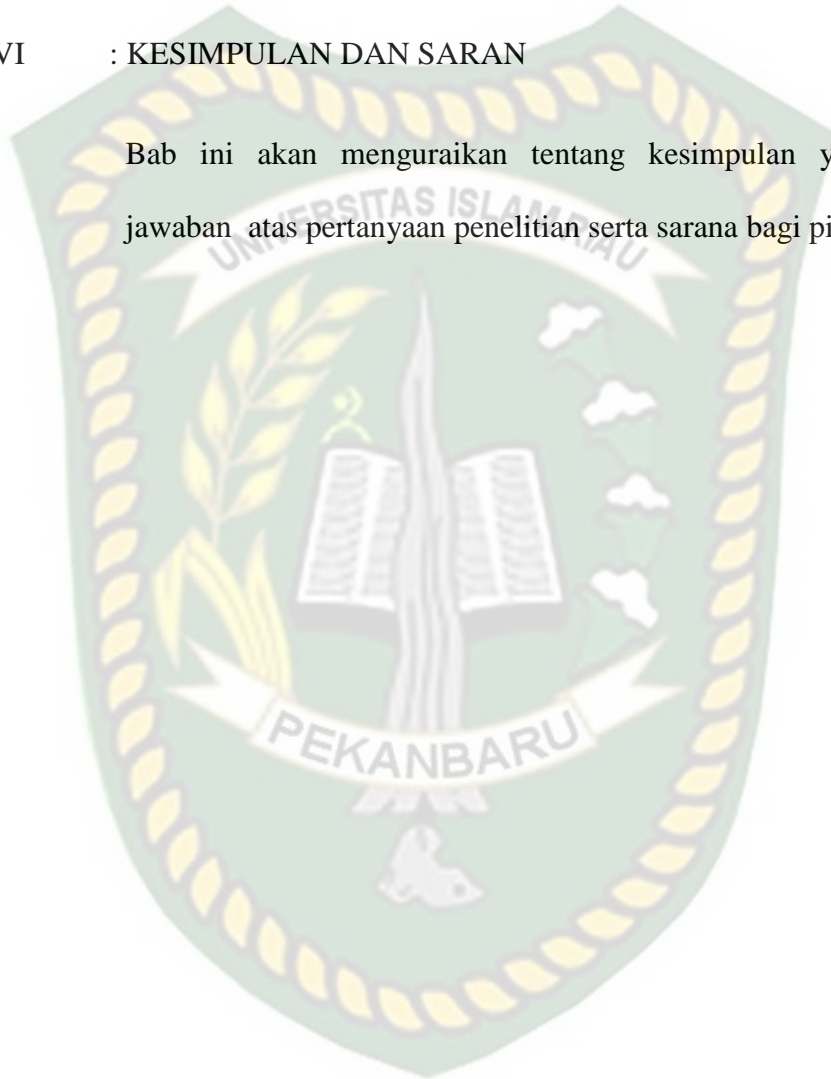 VI : KESIMPULAN DAN SARAN
Bab ini akan menguraikan tentang kesimpulan
jawaban atas pertanyaan penelitian serta sarana bagi
UNIVERSITAS ISLAM RIAU
PEKANBARU